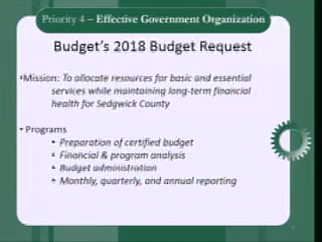 Priority 4 – Effective Government Organization
Budget's 2018 Budget Request
•Mission: To allocate resources for basic and essential
services while maintaining long-term financial
health for Sedgwick County
• Programs
• Preparation of certified budget
• Financial & program analysis
• Budget administration
• Monthly, quarterly, and annual reporting